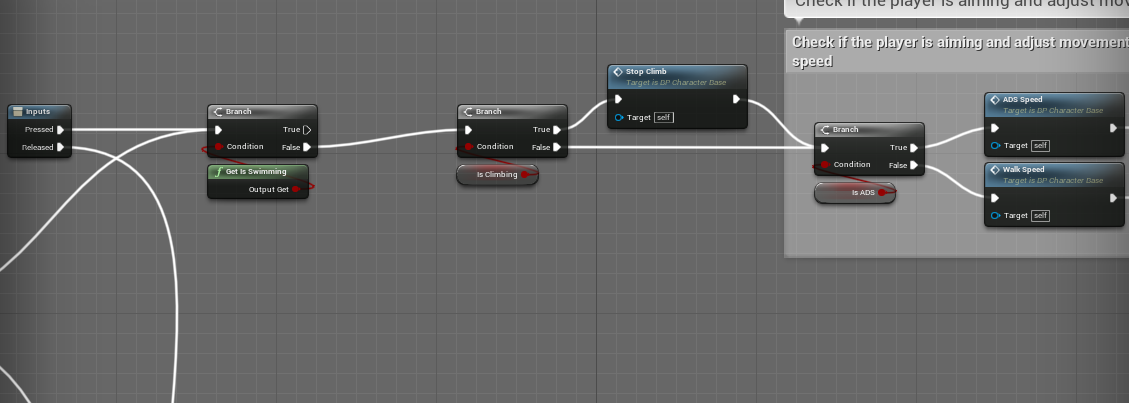 Check if the player is aiming and adjust mov
Check if the player is aiming and adjust movement
speed
Inputs
Pressed
Released
Branch
True
Condition
False
Get Is Swimming
Output Get
Branch
True
Condition
False
Is Climbing
Stop Climb
Target is BP Character Base
Target self
Branch
True
Condition
False
Is ADS
ADS Speed
Target is BP Character Base
Target self
Walk Speed
Target is BP Character Base
Target self